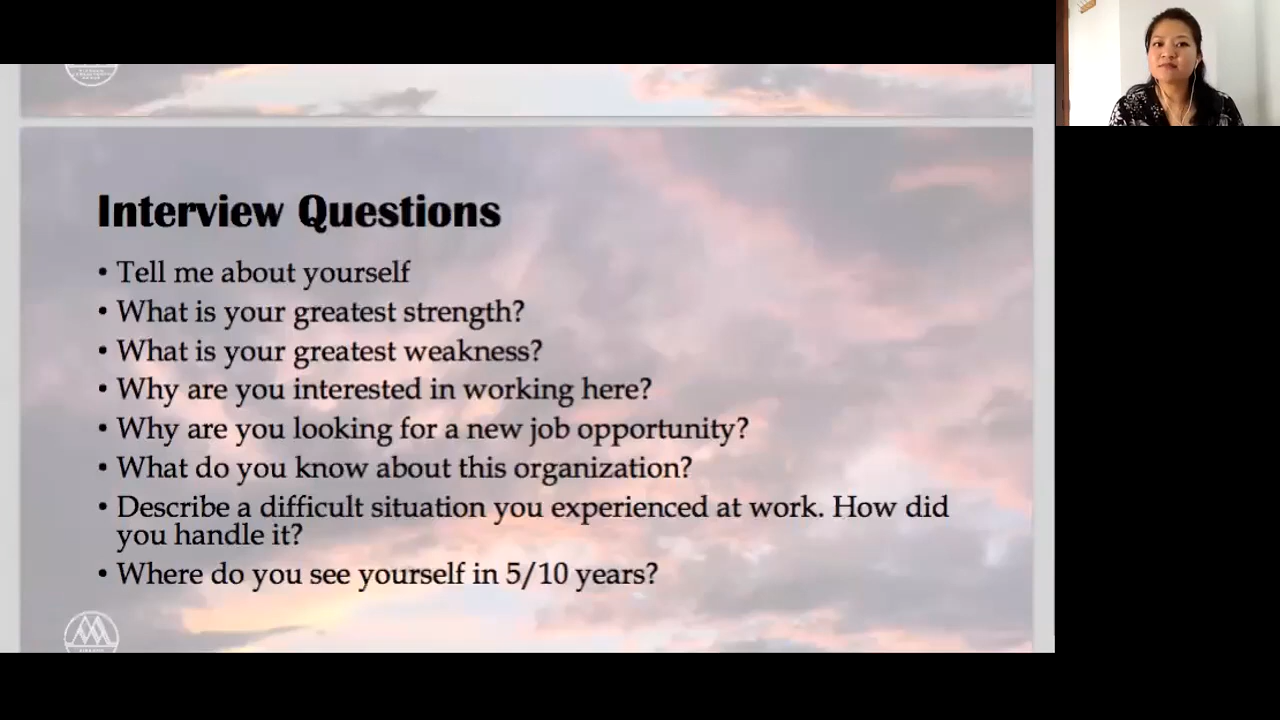 Interview Questions
• Tell me about yourself
• What is your greatest strength?
• What is your greatest weakness?
• Why are you interested in working here?
• Why are you looking for a new job opportunity?
• What do you know about this organization?
• Describe a difficult situation you experienced at work. How did
you handle it?
• Where do you see yourself in 5/10 years?